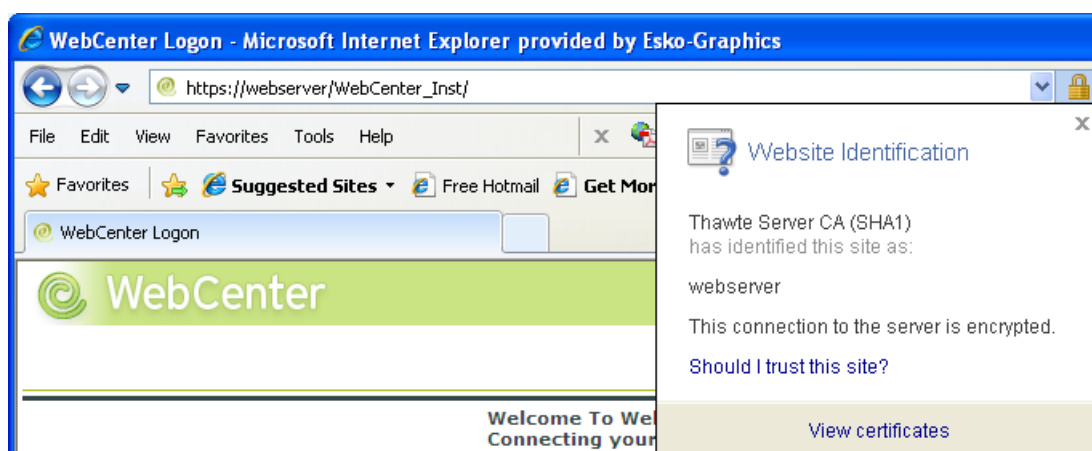 WebCenter Logon - Microsoft Internet Explorer provided by Esko-Graphics
https://webserver/WebCenter_Inst/
File Edit View Favorites Tools Help
Favorites Suggested Sites Free Hotmail Get Mor
WebCenter Logon
WebCenter
Welcome To We
Connecting your
Website Identification
Thawte Server CA (SHA1)
has identified this site as:
webserver
This connection to the server is encrypted.
Should I trust this site?
View certificates